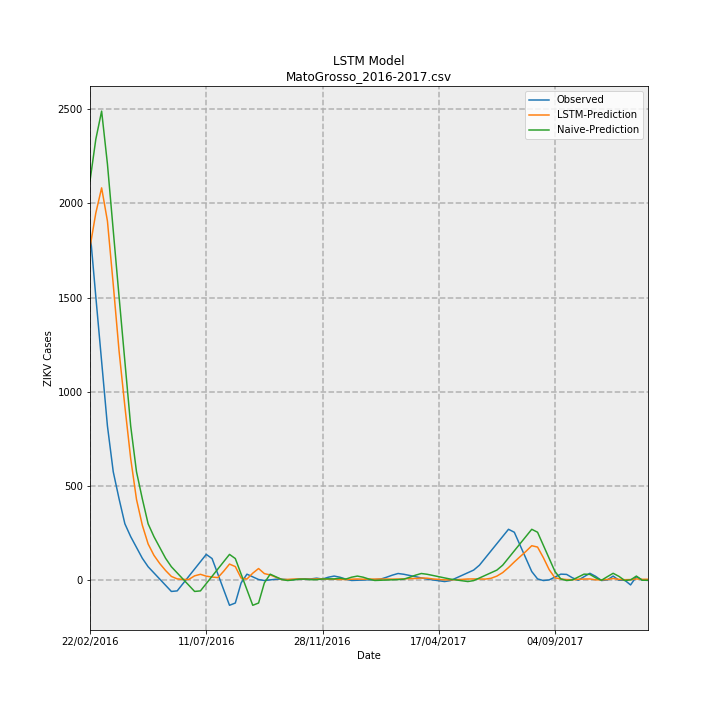 LSTM Model
MatoGrosso_2016-2017.csv
Observed
LSTM-Prediction
Naive-Prediction
2500
2000
1500
1000
500
0
ZIKV Cases
22/02/2016
11/07/2016
28/11/2016
17/04/2017
04/09/2017
Date